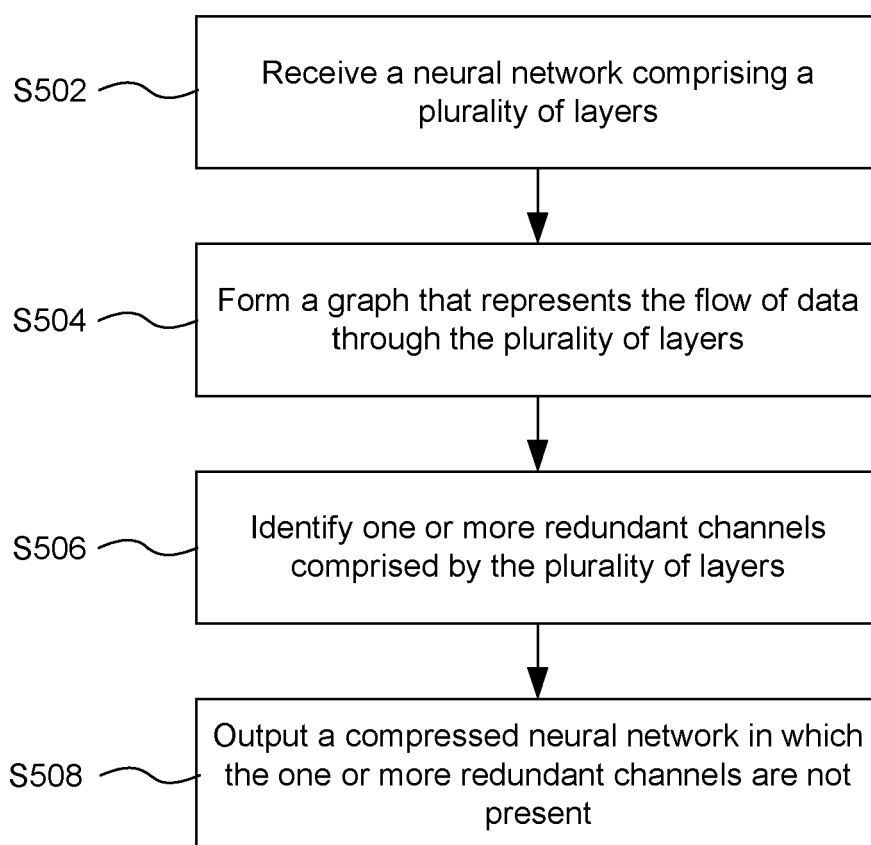 S502
Receive a neural network comprising a
plurality of layers
S504
Form a graph that represents the flow of data
through the plurality of layers
S506
Identify one or more redundant channels
comprised by the plurality of layers
S508
Output a compressed neural network in which
the one or more redundant channels are not
present